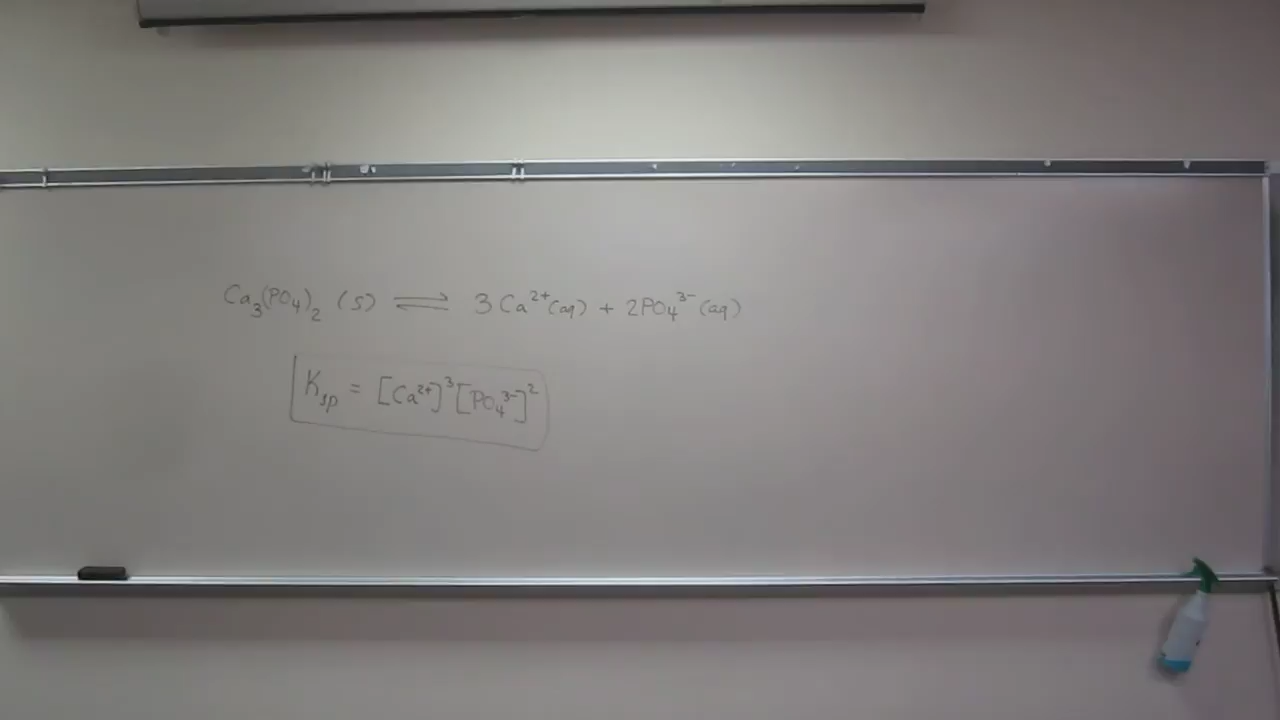 Ca₃(PO₄)₂ (s) ⇌ 3Ca²⁺(aq) + 2PO₄³⁻(aq)
Ksp = [Ca²⁺]³[PO₄³⁻]²